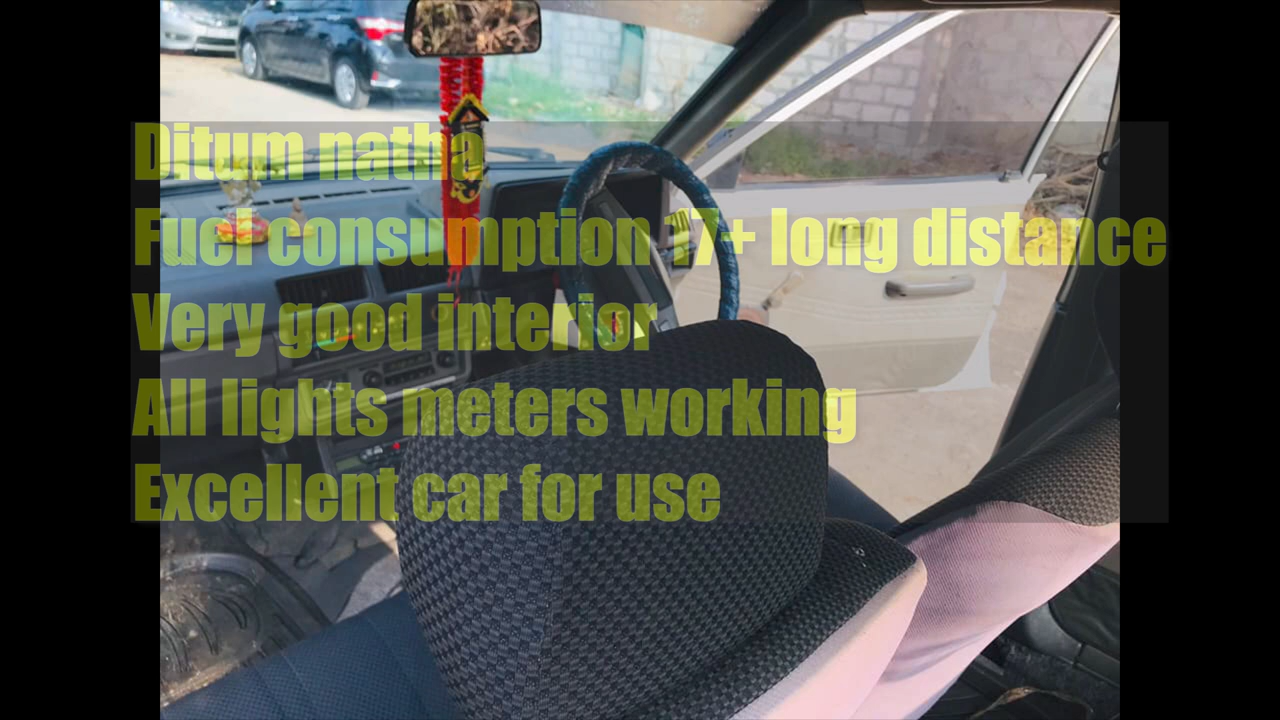 Ditum natha
Fuel consumption 17+ long distance
Very good interior
All lights meters working
Excellent car for use